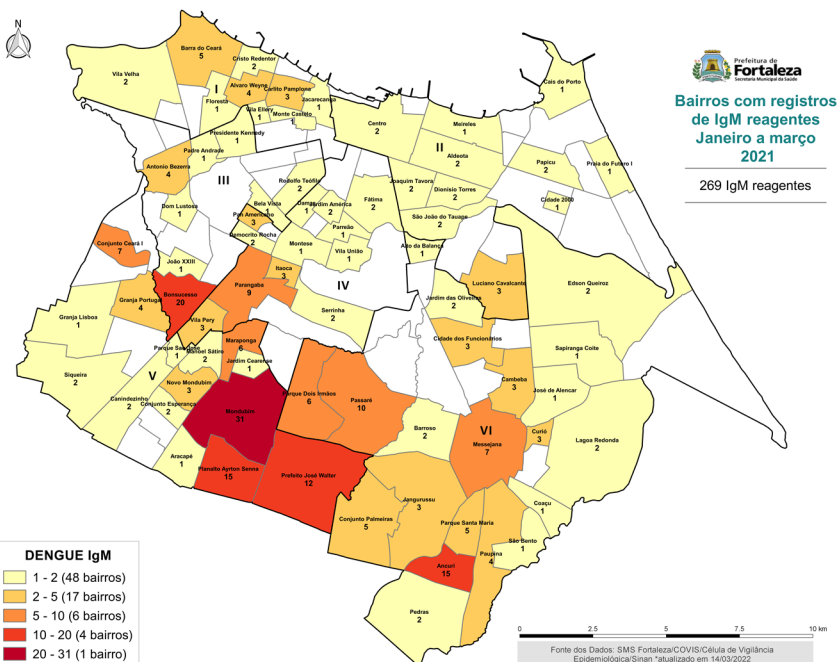 N
Prefeitura de
Fortaleza
Secretaria Municipal da Saúde
Bairros com registros
de IgM reagentes
Janeiro a março
2021
269 IgM reagentes
Barra do Ceará
5
Vila Velha
2
Cristo Redentor
2
I
Alvaro Weyne
4
Carlito Pamplona
3
Jacarecanga
1
Floresta
1
Vila Ellery
1
Monte Castelo
1
Presidente Kennedy
1
Padre Andrade
1
Antonio Bezerra
4
III
Centro
2
Meireles
1
II
Aldeota
2
Cais do Porto
1
Papicu
2
Praia do Futuro I
1
Cidade 2000
1
Joaquim Tavora
2
Dionísio Torres
2
São João do Tauape
2
Rodolfo Teófilo
2
Fátima
2
Bela Vista
1
Damas
1
Jardim América
2
Dom Lustosa
1
Pan Americano
3
Democrito Rocha
2
Parreão
1
Montese
1
Vila União
1
Alto da Balança
1
Conjunto Ceará I
7
João XXIII
1
Itaoca
3
Parangaba
9
IV
Bonsucesso
20
Granja Portugal
4
Granja Lisboa
1
Vila Pery
3
Serrinha
2
Luciano Cavalcante
3
Edson Queiroz
2
Jardim das Oliveiras
2
Cidade dos Funcionários
3
Sapiranga Coite
1
Maraponga
6
Parque São José
1
Manoel Sátiro
2
Jardim Cearense
1
Siqueira
2
V
Novo Mondubim
3
Canindezinho
2
Conjunto Esperança
2
Mondubim
31
Parque Dois Irmãos
6
Passaré
10
Cambeba
3
José de Alencar
1
Barroso
2
VI
Messejana
7
Curió
3
Lagoa Redonda
2
Aracapé
1
Planalto Ayrton Senna
15
Prefeito José Walter
12
Jangurussu
3
Conjunto Palmeiras
5
Parque Santa Maria
5
Coaçu
1
São Bento
1
Paupina
4
Ancuri
15
Pedras
2
DENGUE IgM
1 - 2 (48 bairros)
2 - 5 (17 bairros)
5 - 10 (6 bairros)
10 - 20 (4 bairros)
20 - 31 (1 bairro)
0 2.5 5 7.5 10 km
Fonte dos Dados: SMS Fortaleza/COVIS/Célula de Vigilância
Epidemiológica/Sinan *atualizado em 14/03/2022